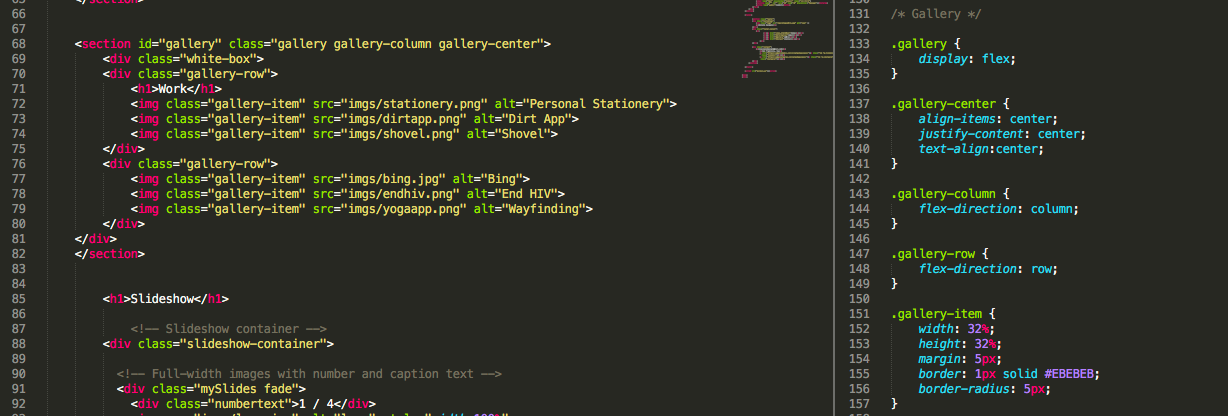 65 </section>
66
67
68 <section id="gallery" class="gallery gallery-column gallery-center">
69 <div class="white-box">
70 <div class="gallery-row">
71 <h1>Work</h1>
72 <img class="gallery-item" src="imgs/stationery.png" alt="Personal Stationery">
73 <img class="gallery-item" src="imgs/dirtapp.png" alt="Dirt App">
74 <img class="gallery-item" src="imgs/shovel.png" alt="Shovel">
75 </div>
76 <div class="gallery-row">
77 <img class="gallery-item" src="imgs/bing.jpg" alt="Bing">
78 <img class="gallery-item" src="imgs/endhiv.png" alt="End HIV">
79 <img class="gallery-item" src="imgs/yogaapp.png" alt="Wayfinding">
80 </div>
81 </div>
82 </section>
83
84
85 <h1>Slideshow</h1>
86
87 <!-- Slideshow container -->
88 <div class="slideshow-container">
89
90 <!-- Full-width images with number and caption text -->
91 <div class="mySlides fade">
92 <div class="numbertext">1 / 4</div>
130
131 /* Gallery */
132
133 .gallery {
134 display: flex;
135 }
136
137 .gallery-center {
138 align-items: center;
139 justify-content: center;
140 text-align:center;
141 }
142
143 .gallery-column {
144 flex-direction: column;
145 }
146
147 .gallery-row {
148 flex-direction: row;
149 }
150
151 .gallery-item {
152 width: 32%;
153 height: 32%;
154 margin: 5px;
155 border: 1px solid #EBEBEB;
156 border-radius: 5px;
157 }